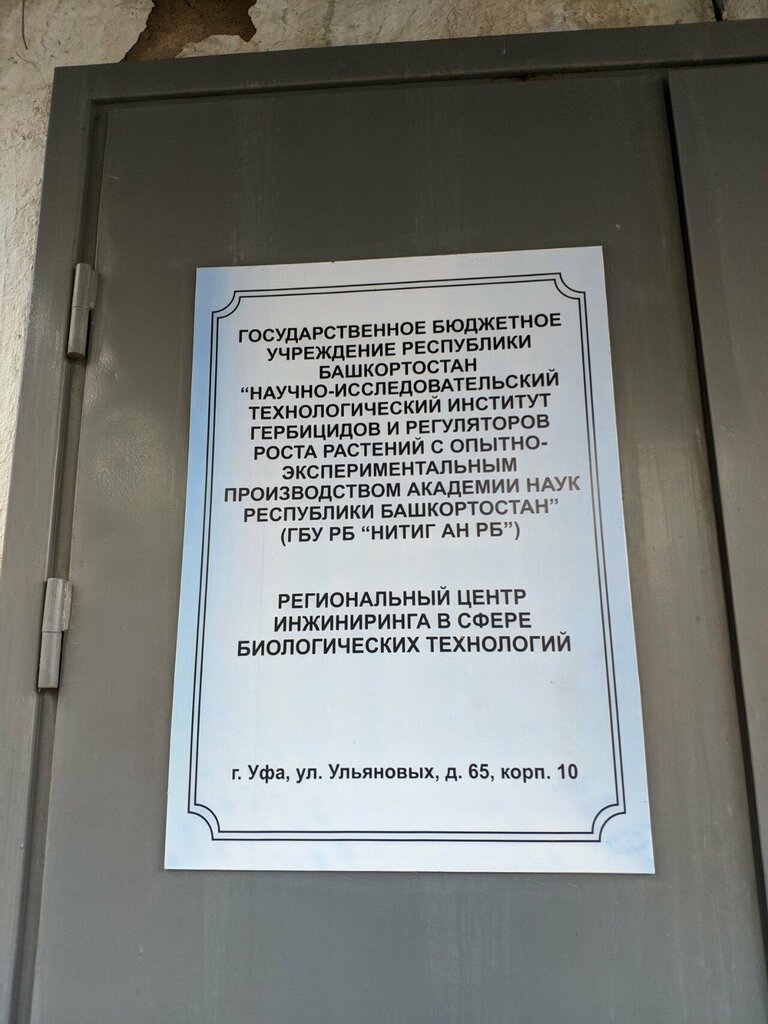 ГОСУДАРСТВЕННОЕ БЮДЖЕТНОЕ
УЧРЕЖДЕНИЕ РЕСПУБЛИКИ
БАШКОРТОСТАН
“НАУЧНО-ИССЛЕДОВАТЕЛЬСКИЙ
ТЕХНОЛОГИЧЕСКИЙ ИНСТИТУТ
ГЕРБИЦИДОВ И РЕГУЛЯТОРОВ
РОСТА РАСТЕНИЙ С ОПЫТНО-
ЭКСПЕРИМЕНТАЛЬНЫМ
ПРОИЗВОДСТВОМ АКАДЕМИИ НАУК
РЕСПУБЛИКИ БАШКОРТОСТАН”
(ГБУ РБ “НИТИГ АН РБ”)
РЕГИОНАЛЬНЫЙ ЦЕНТР
ИНЖИНИРИНГА В СФЕРЕ
БИОЛОГИЧЕСКИХ ТЕХНОЛОГИЙ
г. Уфа, ул. Ульяновых, д. 65, корп. 10